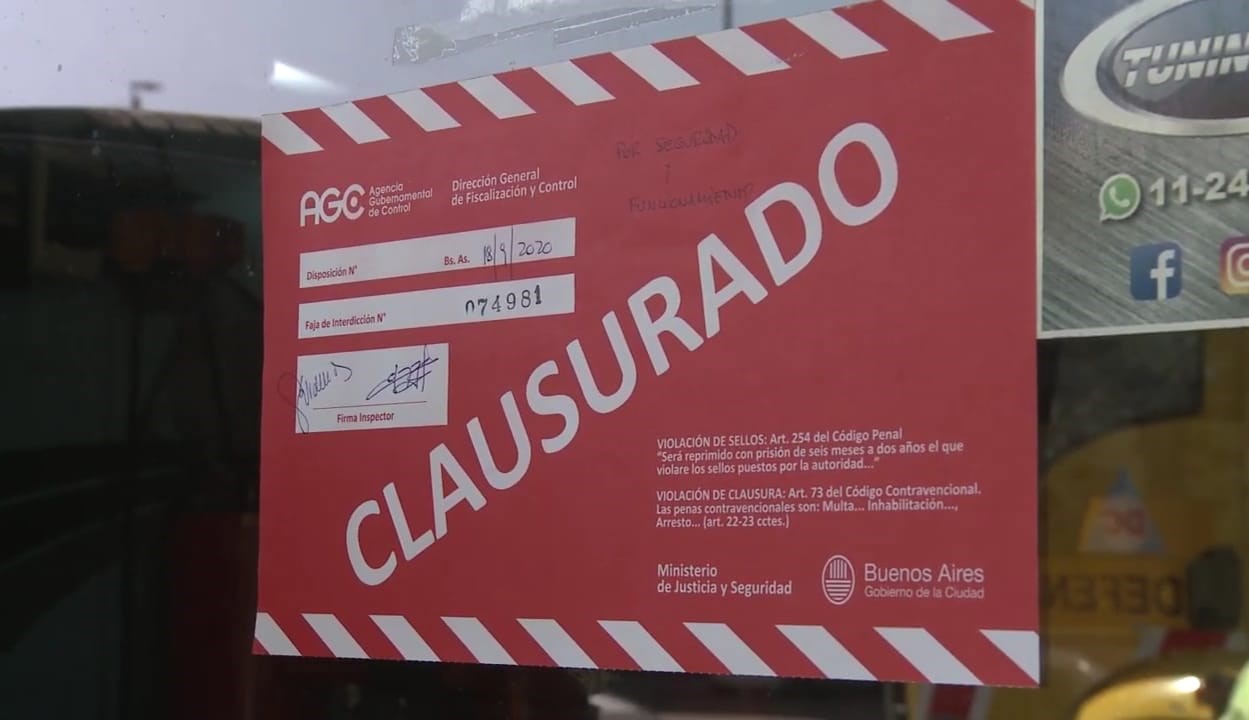 AGC Agencia
Gubernamental
de Control
Dirección General
de Fiscalización y Control
POR SEGURIDAD
Y
FUNCIONAMIENTO
Disposición N° Bs. As. 18/9/2020
Faja de Interdicción N° 074981
Firma Inspector
CLAUSURADO
VIOLACIÓN DE SELLOS: Art. 254 del Código Penal
"Será reprimido con prisión de seis meses a dos años el que
violare los sellos puestos por la autoridad..."
VIOLACIÓN DE CLAUSURA: Art. 73 del Código Contravencional.
Las penas contravencionales son: Multa... Inhabilitación...,
Arresto... (art. 22-23 cctes.)
Ministerio
de Justicia y Seguridad
Buenos Aires
Gobierno de la Ciudad
TUNIN
11-24
f
DC
DEFEN